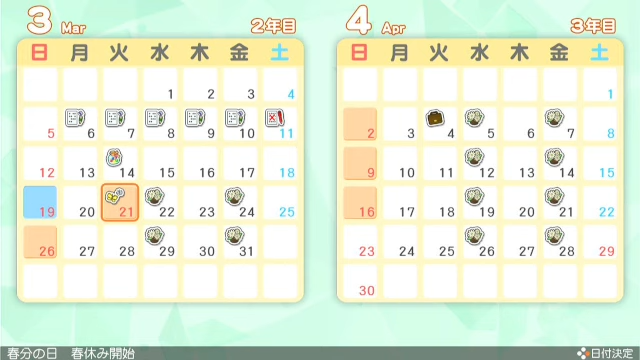 3 Mar 2年目
日 月 火 水 木 金 土
1 2 3 4
5 6 7 8 9 10 11
12 13 14 15 16 17 18
19 20 21 22 23 24 25
26 27 28 29 30 31
4 Apr 3年目
日 月 火 水 木 金 土
1
2 3 4 5 6 7 8
9 10 11 12 13 14 15
16 17 18 19 20 21 22
23 24 25 26 27 28 29
30
春分の日 春休み開始
日付決定